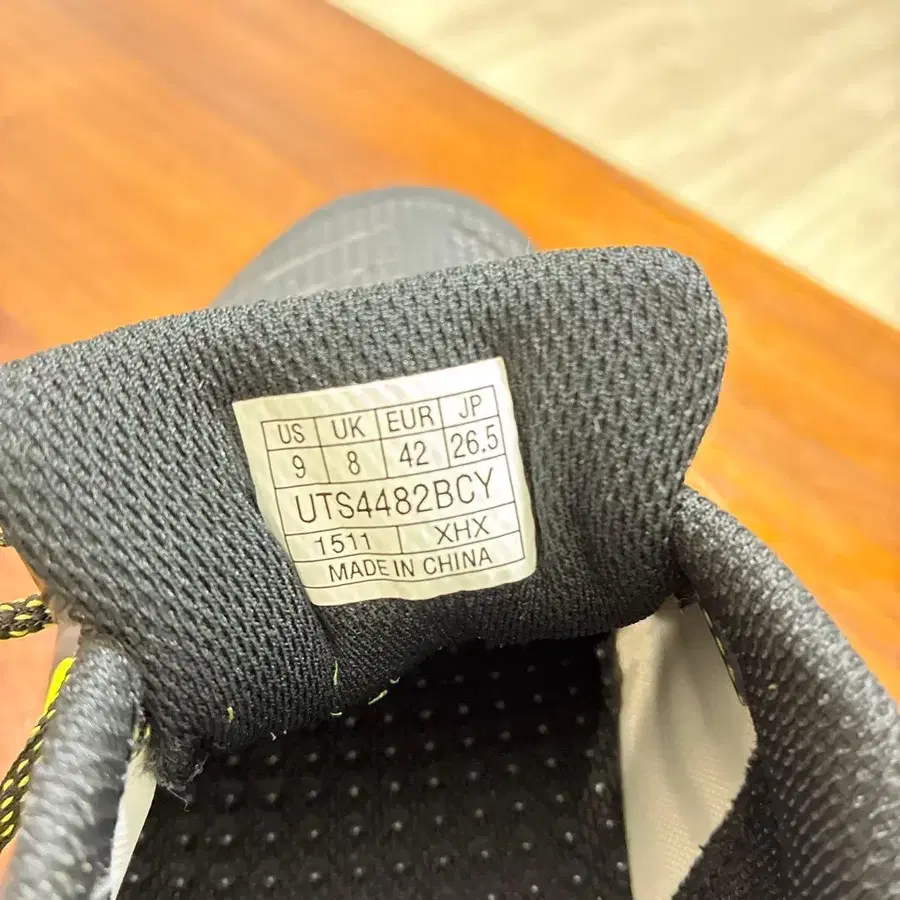 US UK EUR JP
9 8 42 26.5
UTS4482BCY
1511 XHX
MADE IN CHINA